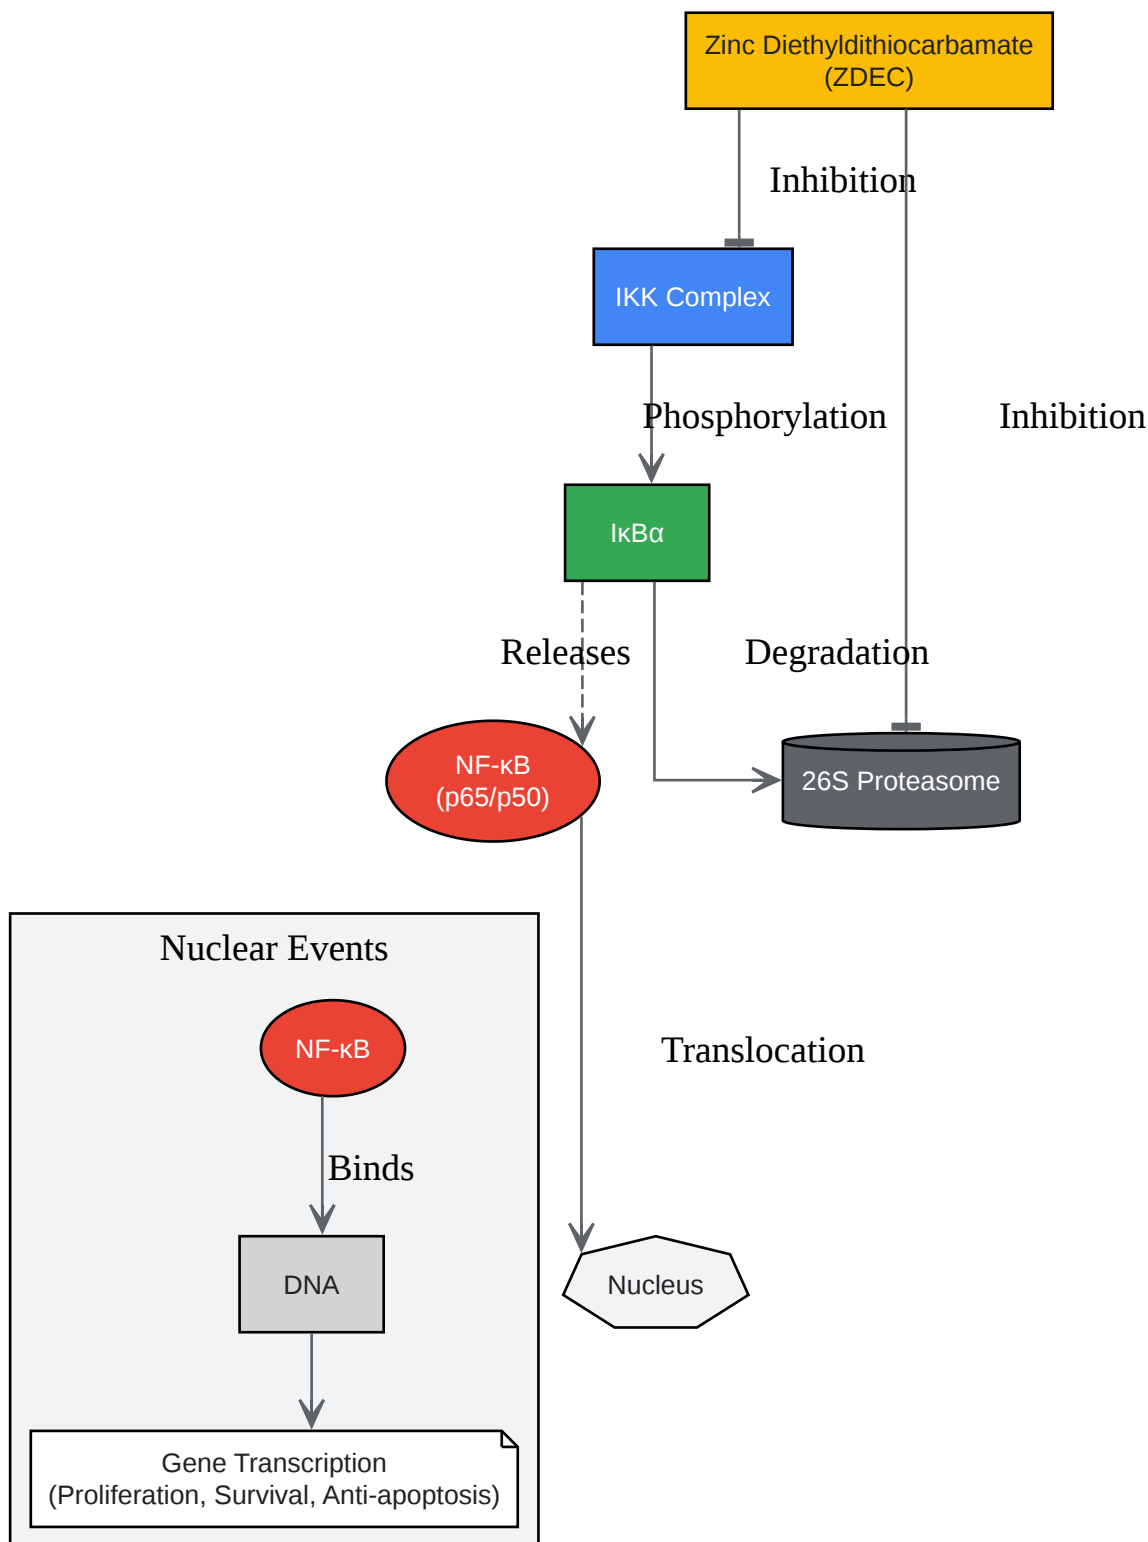 Zinc Diethyldithiocarbamate
(ZDEC)
Inhibition
IKK Complex
Phosphorylation
Inhibition
IκBα
Releases
Degradation
NF-κB
(p65/p50)
26S Proteasome
Nuclear Events
NF-κB
Translocation
Binds
DNA
Nucleus
Gene Transcription
(Proliferation, Survival, Anti-apoptosis)